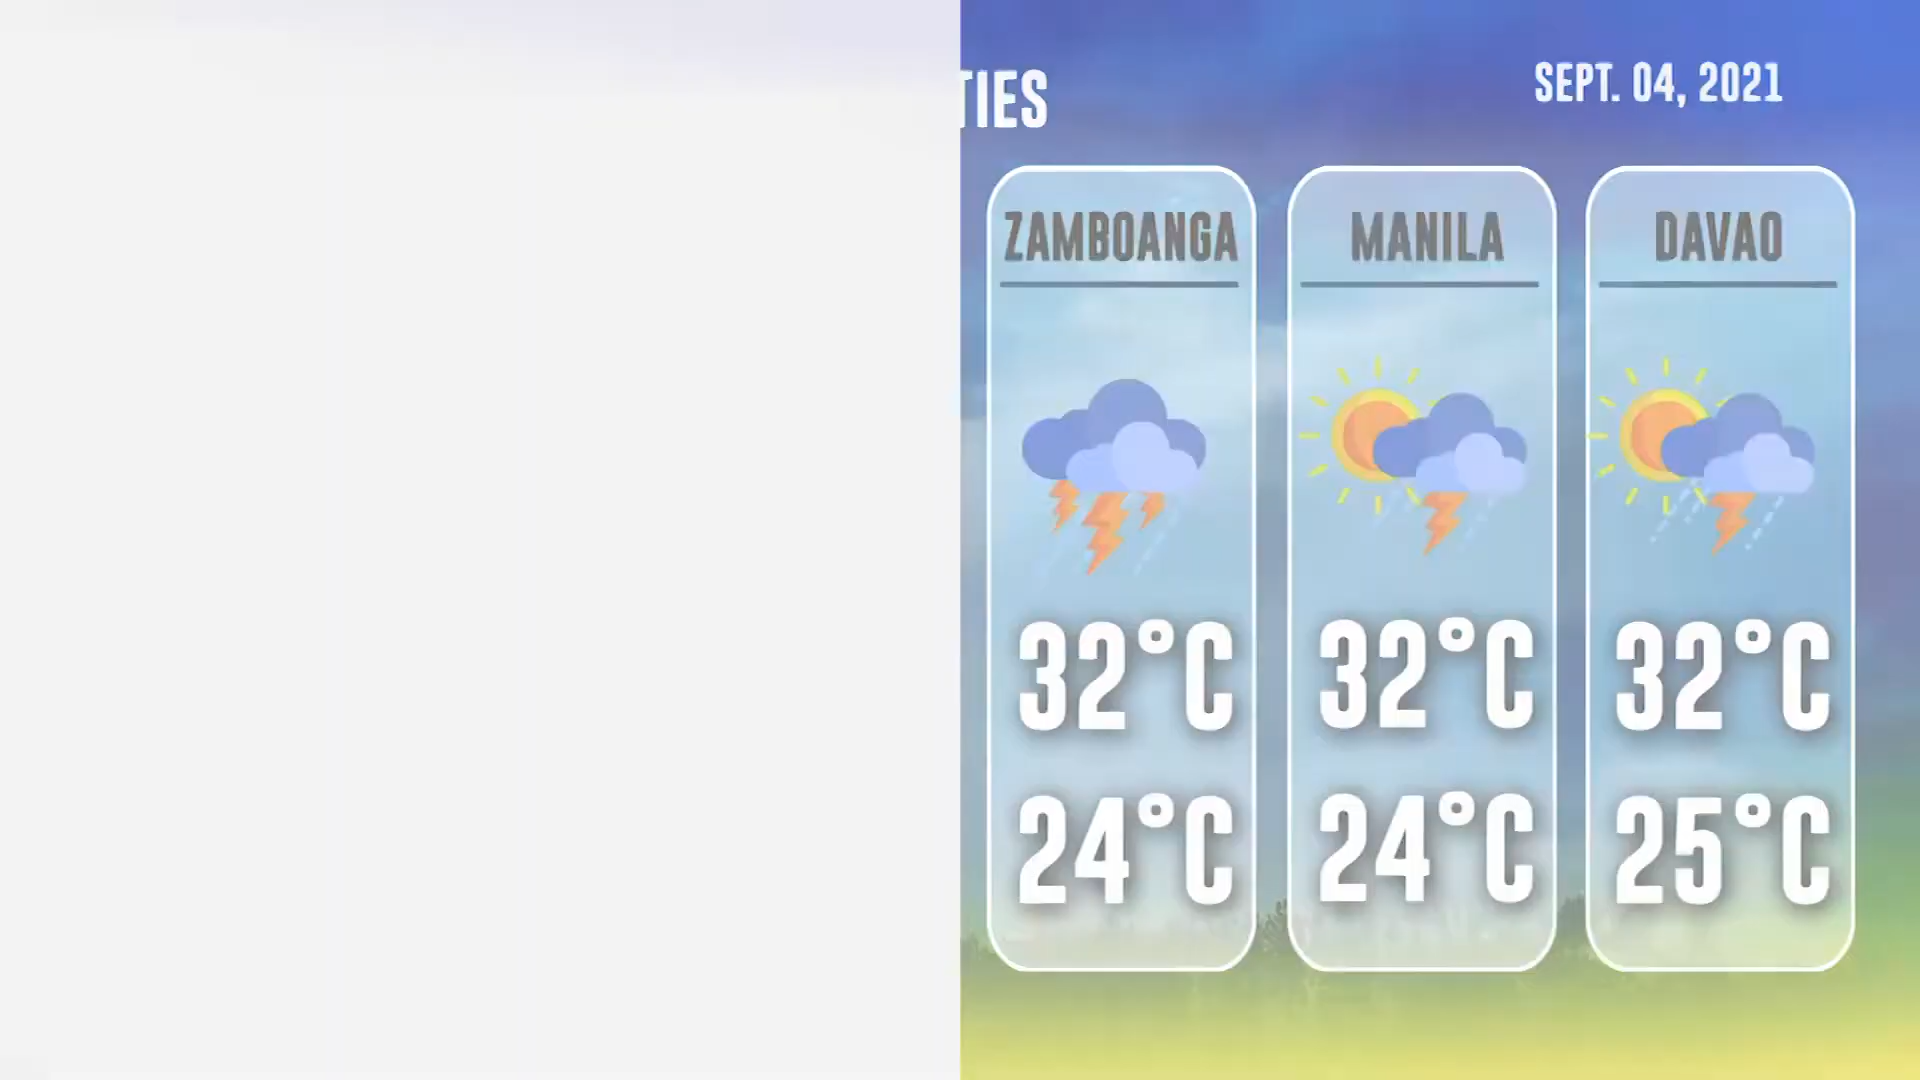 TIES
SEPT. 04, 2021
ZAMBOANGA
32°C
24°C
MANILA
32°C
24°C
DAVAO
32°C
25°C